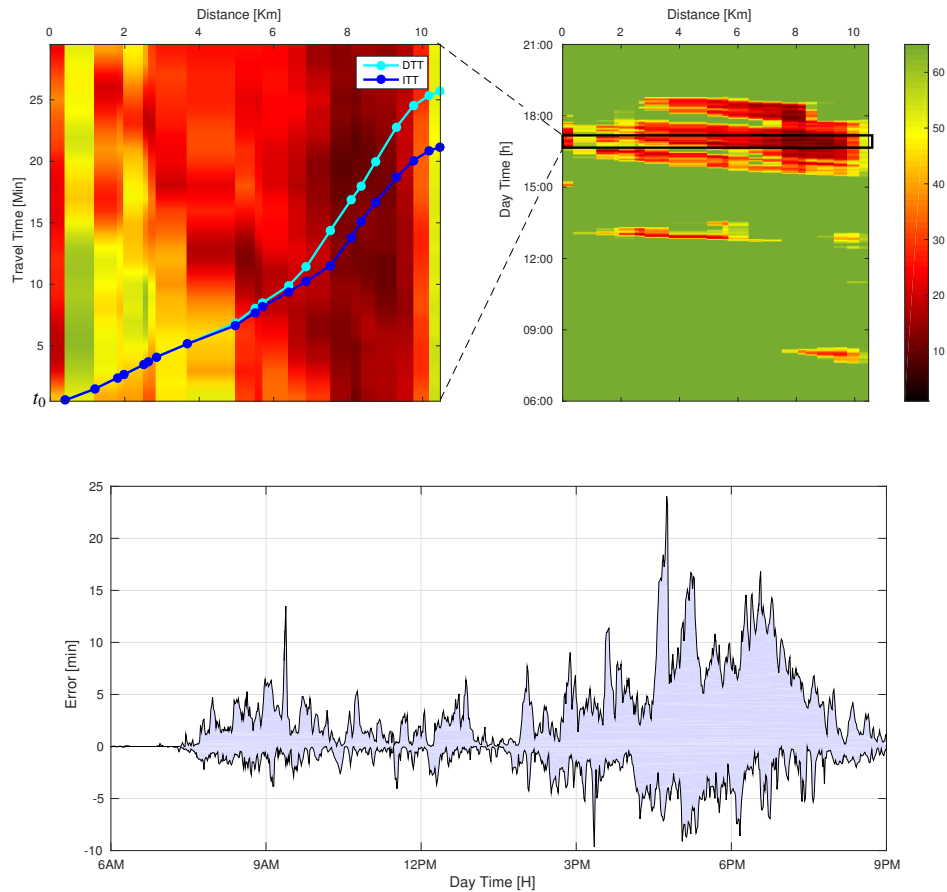 Distance [Km]
0 2 4 6 8 10
Travel Time [Min]
25
20
15
10
5
t0
DTT
ITT
Distance [Km]
0 2 4 6 8 10
Day Time [h]
21:00
18:00
15:00
12:00
09:00
06:00
60
50
40
30
20
10
Error [min]
25
20
15
10
5
0
-5
-10
6AM 9AM 12PM 3PM 6PM 9PM
Day Time [H]